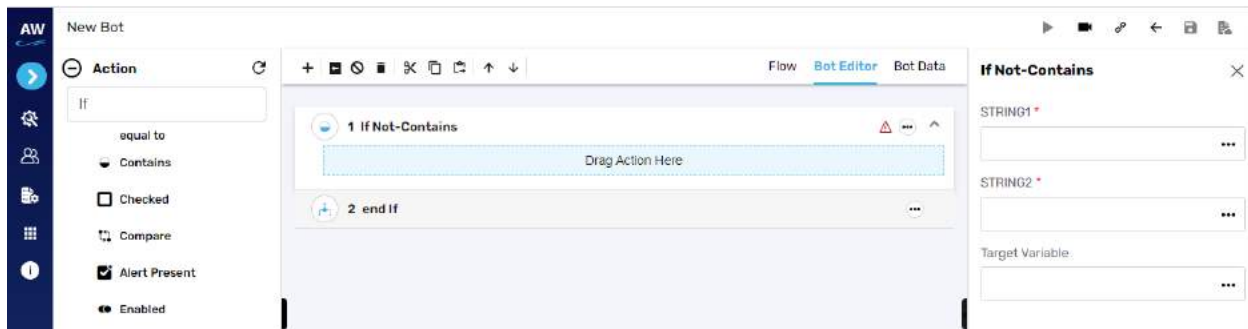 AW
New Bot
Action
If
equal to
Contains
Checked
Compare
Alert Present
Enabled
Flow
Bot Editor
Bot Data
1 If Not-Contains
Drag Action Here
2 end If
If Not-Contains
STRING1 *
STRING2 *
Target Variable